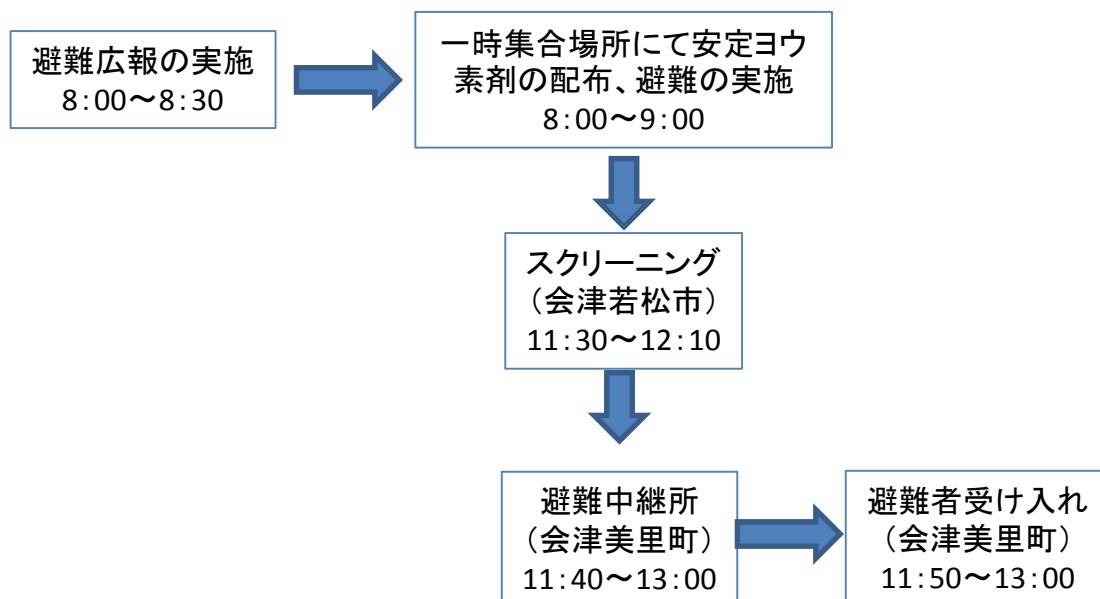 避難広報の実施
8:00～8:30
一時集合場所にて安定ヨウ
素剤の配布、避難の実施
8:00～9:00
スクリーニング
（会津若松市）
11:30～12:10
避難中継所
（会津美里町）
11:40～13:00
避難者受け入れ
（会津美里町）
11:50～13:00